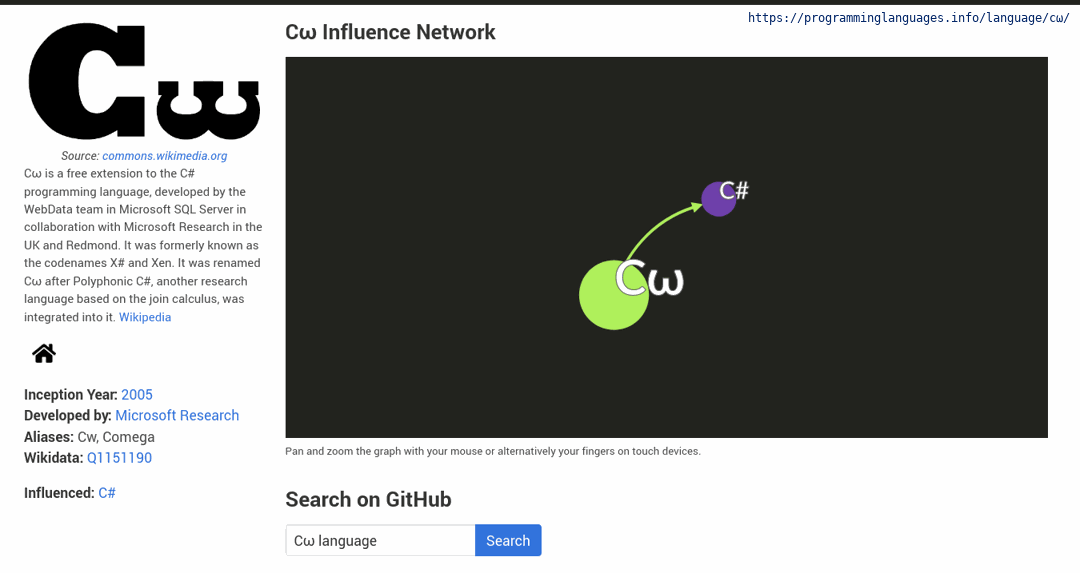 https://programminglanguages.info/language/cω/
Cω
Source: commons.wikimedia.org
Cω is a free extension to the C#
programming language, developed by the
WebData team in Microsoft SQL Server in
collaboration with Microsoft Research in the
UK and Redmond. It was formerly known as
the codenames X# and Xen. It was renamed
Cω after Polyphonic C#, another research
language based on the join calculus, was
integrated into it. Wikipedia
Inception Year: 2005
Developed by: Microsoft Research
Aliases: Cw, Comega
Wikidata: Q1151190
Influenced: C#
Cω Influence Network
C#
Cω
Pan and zoom the graph with your mouse or alternatively your fingers on touch devices.
Search on GitHub
Cω language
Search